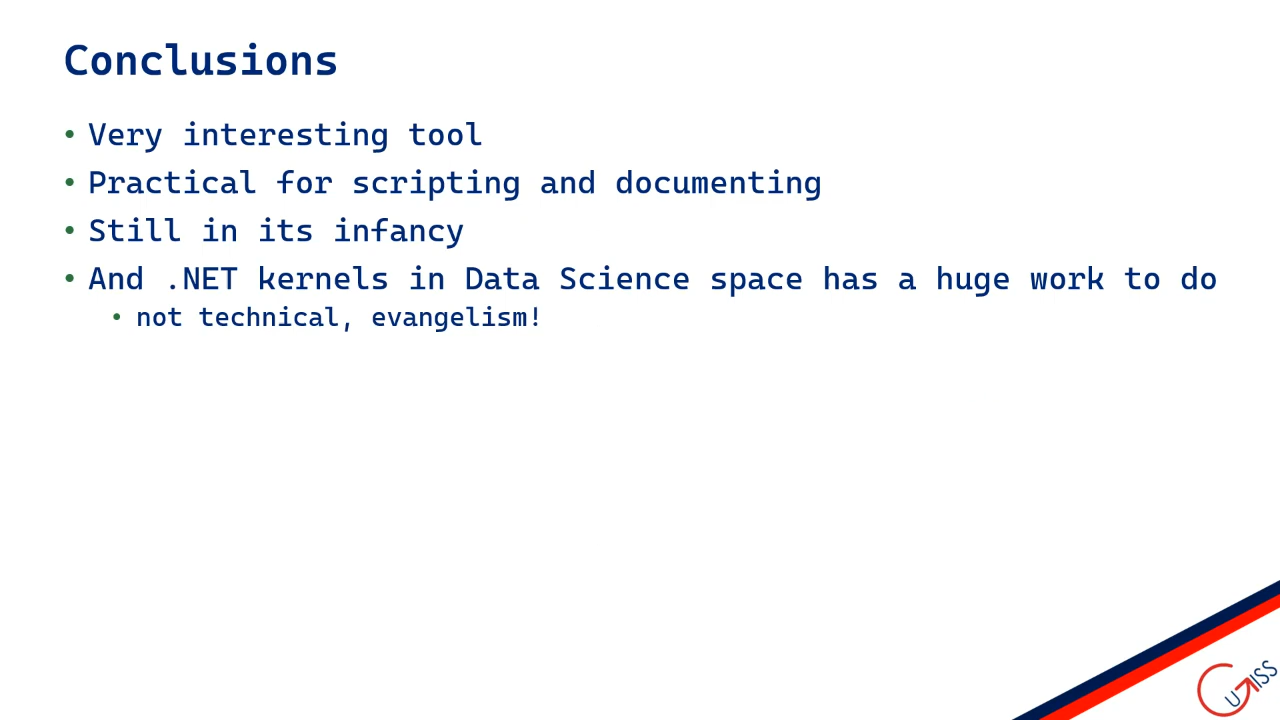 Conclusions
• Very interesting tool
• Practical for scripting and documenting
• Still in its infancy
• And .NET kernels in Data Science space has a huge work to do
• not technical, evangelism!
UGISS